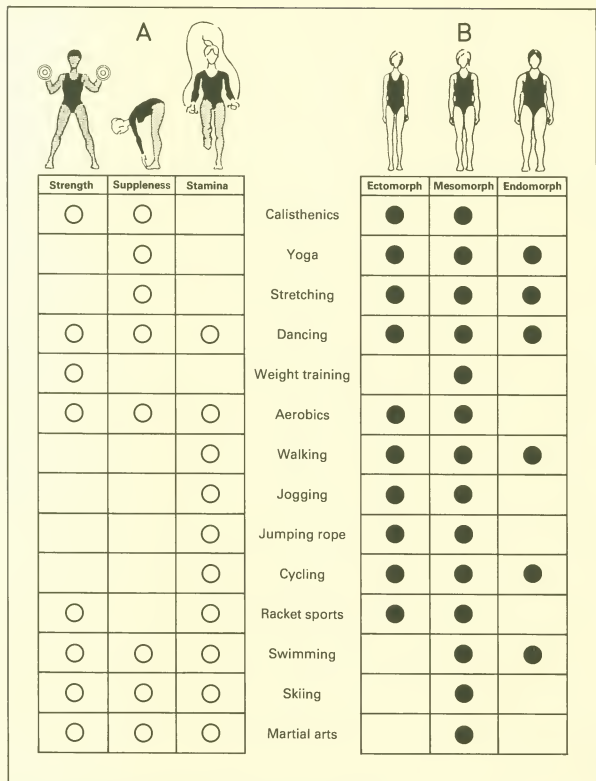 A B
Strength Suppleness Stamina Ectomorph Mesomorph Endomorph
Calisthenics
Yoga
Stretching
Dancing
Weight training
Aerobics
Walking
Jogging
Jumping rope
Cycling
Racket sports
Swimming
Skiing
Martial arts